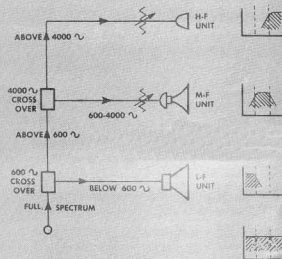 H-F
UNIT
ABOVE 4000 ∿
4000 ∿
CROSS
OVER
M-F
UNIT
600-4000 ∿
ABOVE 600 ∿
600 ∿
CROSS
OVER
L-F
UNIT
BELOW 600 ∿
FULL SPECTRUM